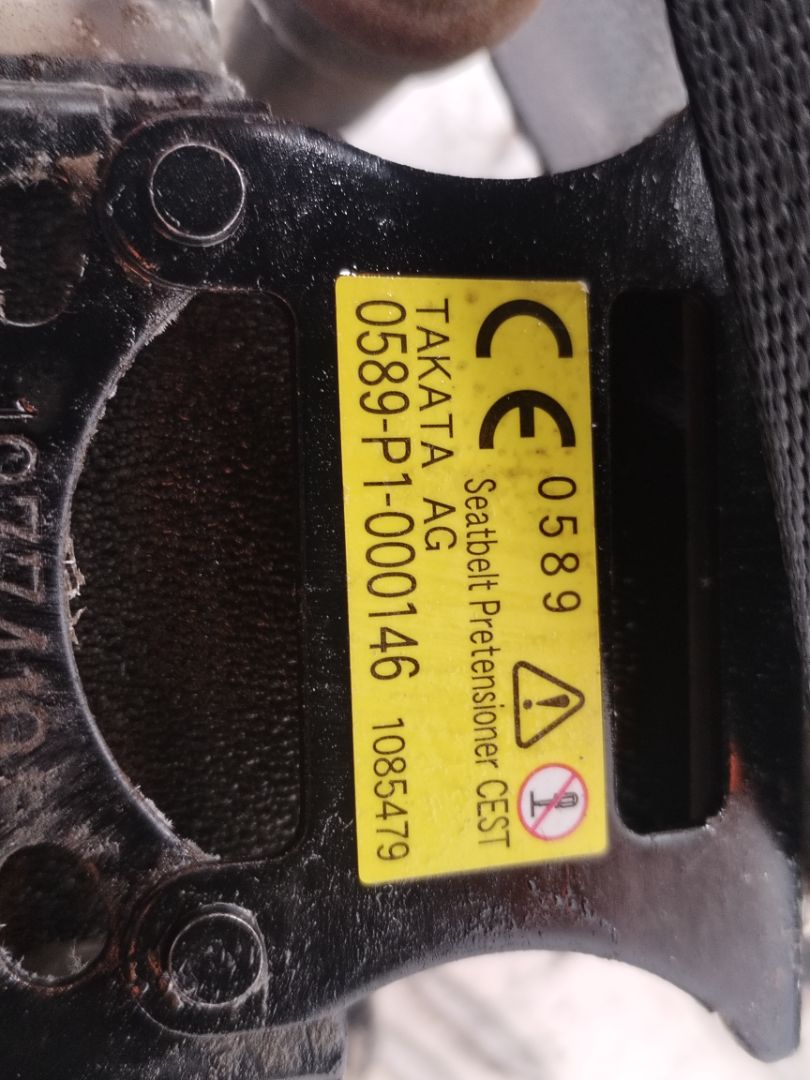 CE 0589
Seatbelt Pretensioner CEST
TAKATA AG
0589-P1-000146 1085479